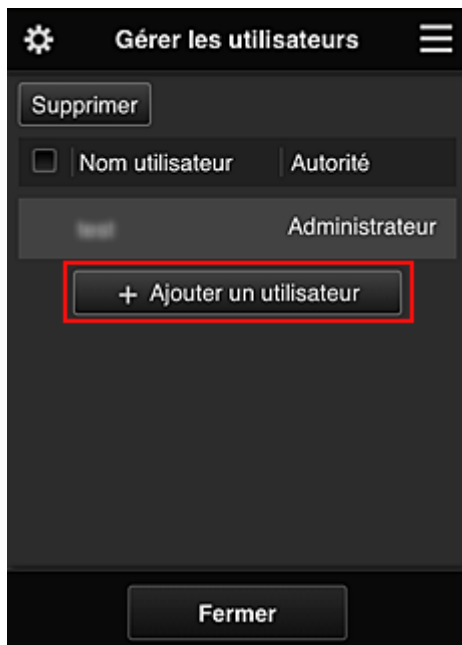 Gérer les utilisateurs
Supprimer
Nom utilisateur Autorité
Administrateur
+ Ajouter un utilisateur
Fermer